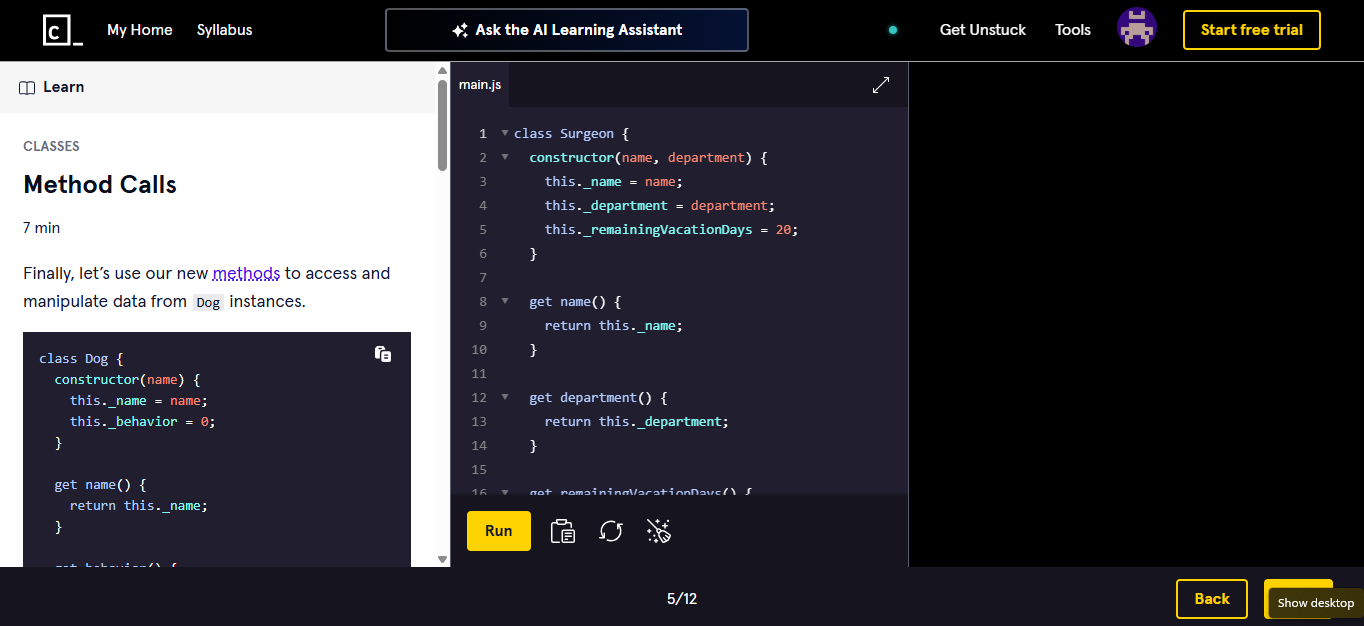 c_ My Home Syllabus Ask the AI Learning Assistant Get Unstuck Tools Start free trial
Learn
CLASSES
Method Calls
7 min
Finally, let's use our new methods to access and
manipulate data from Dog instances.
class Dog {
constructor(name) {
this._name = name;
this._behavior = 0;
}
get name() {
return this._name;
}
get behavior() {
main.js
1 class Surgeon {
2 constructor(name, department) {
3 this._name = name;
4 this._department = department;
5 this._remainingVacationDays = 20;
6 }
7
8 get name() {
9 return this._name;
10 }
11
12 get department() {
13 return this._department;
14 }
15
16 get remainingVacationDays() {
Run
5/12
Back
Show desktop